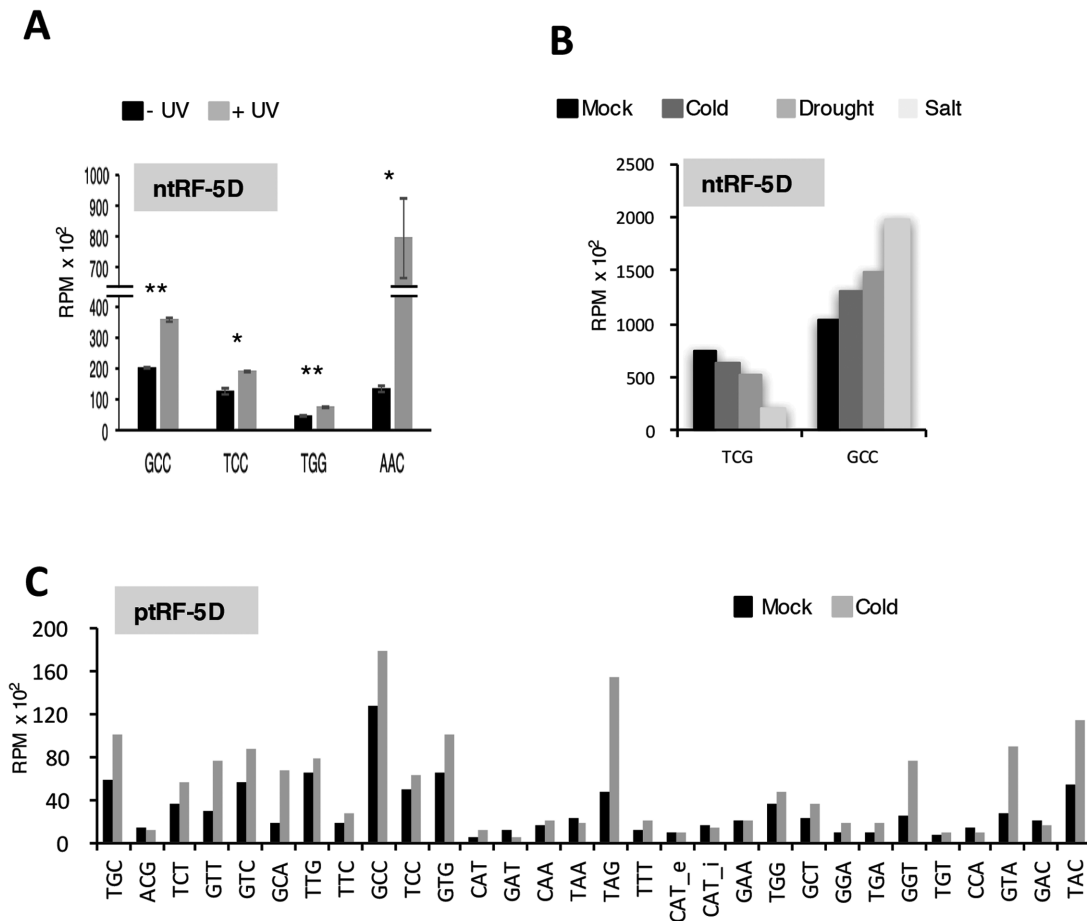 A
- UV + UV
ntRF-5D
RPM x 10²
1000
900
800
700
400
300
200
100
0
** * ** *
GCC TCC TGG AAC
B
Mock Cold Drought Salt
ntRF-5D
RPM x 10²
2500
2000
1500
1000
500
0
TCG GCC
C
ptRF-5D
Mock Cold
RPM x 10²
200
160
120
80
40
0
TGC ACG TCT GTT GTC GCA TTG TTC GCC TCC GTG CAT GAT CAA TAA TAG TTT CAT_e CAT_i GAA TGG GCT GGA TGA GGT TGT CCA GTA GAC TAC